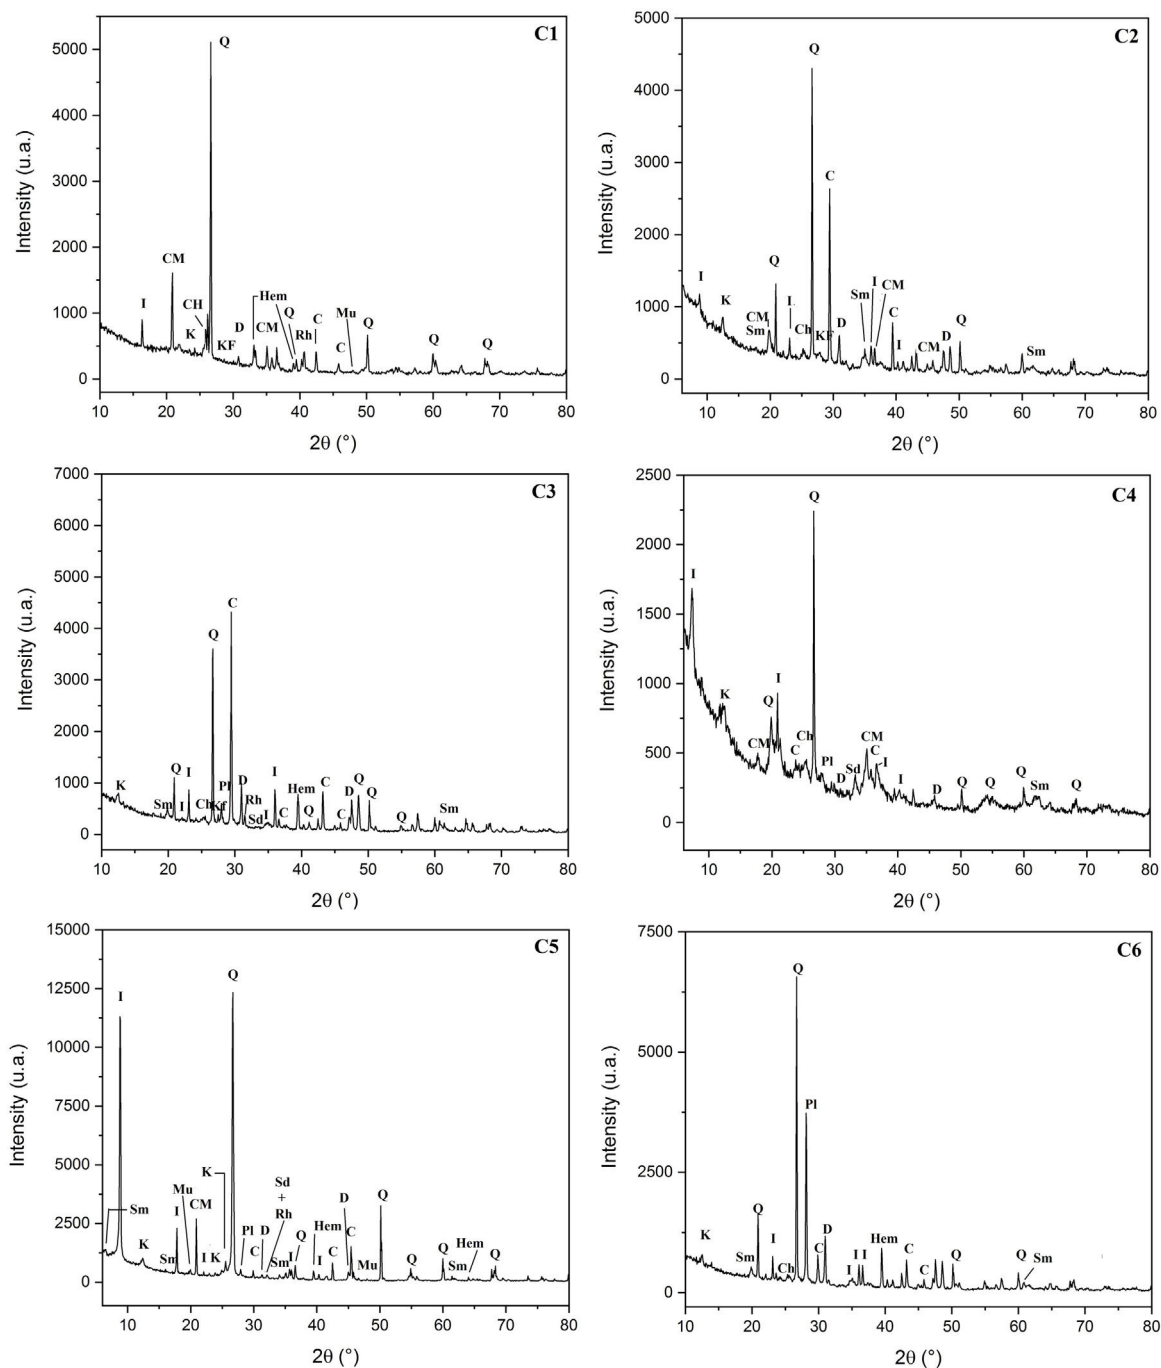 C1
Intensity (u.a.)
5000
4000
3000
2000
1000
0
Q
CM
I
CH
K
KF
D
Hem
CM
Q
Rh
C
C
Mu
Q
Q
Q
10 20 30 40 50 60 70 80
2θ (°)
C2
Intensity (u.a.)
5000
4000
3000
2000
1000
0
Q
C
I
K
Q
CM
Sm
I
Ch
KF
D
Sm
I
CM
C
I
CM
D
Q
Sm
10 20 30 40 50 60 70 80
2θ (°)
C3
Intensity (u.a.)
7000
6000
5000
4000
3000
2000
1000
0
C
Q
K
Sm
Q
I
I
Ch
Kf
Pl
D
Rh
Sd
I
I
C
Hem
Q
C
C
D
Q
Q
Q
Sm
10 20 30 40 50 60 70 80
2θ (°)
C4
Intensity (u.a.)
2500
2000
1500
1000
500
0
Q
I
K
CM
Q
I
C
Ch
Pl
D
Sd
CM
C
I
I
D
Q
Q
Q
Sm
Q
10 20 30 40 50 60 70 80
2θ (°)
C5
Intensity (u.a.)
15000
12500
10000
7500
5000
2500
0
Q
I
Sm
K
Mu
Sm
I
CM
I
K
K
Pl
C
D
Sd
+
Rh
Sm
I
Q
Hem
I
C
D
C
Mu
Q
Q
Q
Sm
Hem
Q
10 20 30 40 50 60 70 80
2θ (°)
C6
Intensity (u.a.)
7500
5000
2500
0
Q
Pl
K
Sm
Q
I
Ch
C
D
I
I
I
Hem
C
C
Q
Q
Sm
10 20 30 40 50 60 70 80
2θ (°)